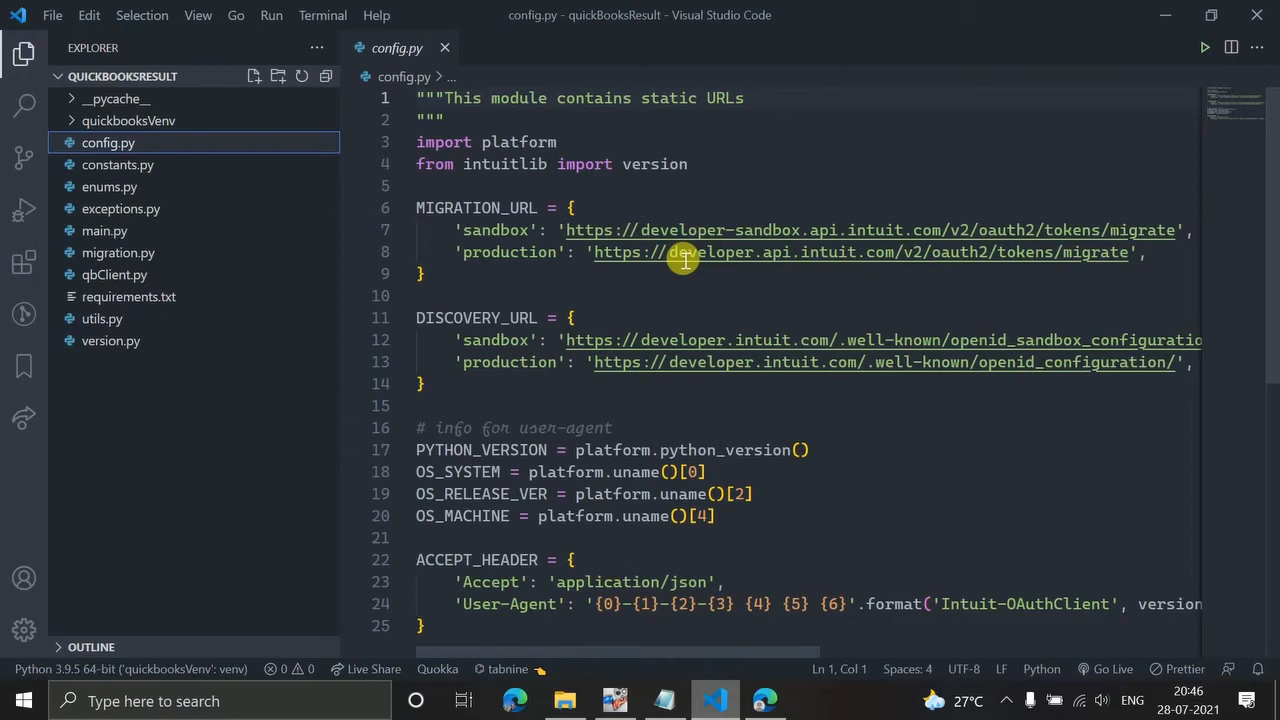 File Edit Selection View Go Run Terminal Help config.py - quickBooksResult - Visual Studio Code
EXPLORER
QUICKBOOKSRESULT
__pycache__
quickbooksVenv
config.py
constants.py
enums.py
exceptions.py
main.py
migration.py
qbClient.py
requirements.txt
utils.py
version.py
OUTLINE
config.py
config.py > ...
1 """This module contains static URLs
2 """
3 import platform
4 from intuitlib import version
5
6 MIGRATION_URL = {
7 'sandbox': 'https://developer-sandbox.api.intuit.com/v2/oauth2/tokens/migrate',
8 'production': 'https://developer.api.intuit.com/v2/oauth2/tokens/migrate',
9 }
10
11 DISCOVERY_URL = {
12 'sandbox': 'https://developer.intuit.com/.well-known/openid_sandbox_configuratio
13 'production': 'https://developer.intuit.com/.well-known/openid_configuration/',
14 }
15
16 # info for user-agent
17 PYTHON_VERSION = platform.python_version()
18 OS_SYSTEM = platform.uname()[0]
19 OS_RELEASE_VER = platform.uname()[2]
20 OS_MACHINE = platform.uname()[4]
21
22 ACCEPT_HEADER = {
23 'Accept': 'application/json',
24 'User-Agent': '{0}-{1}-{2}-{3} {4} {5} {6}'.format('Intuit-OAuthClient', version
25 }
Python 3.9.5 64-bit ('quickbooksVenv': venv) 0 0 Live Share Quokka tabnine Ln 1, Col 1 Spaces: 4 UTF-8 LF Python Go Live Prettier
Type here to search 27°C ENG 20:46
28-07-2021